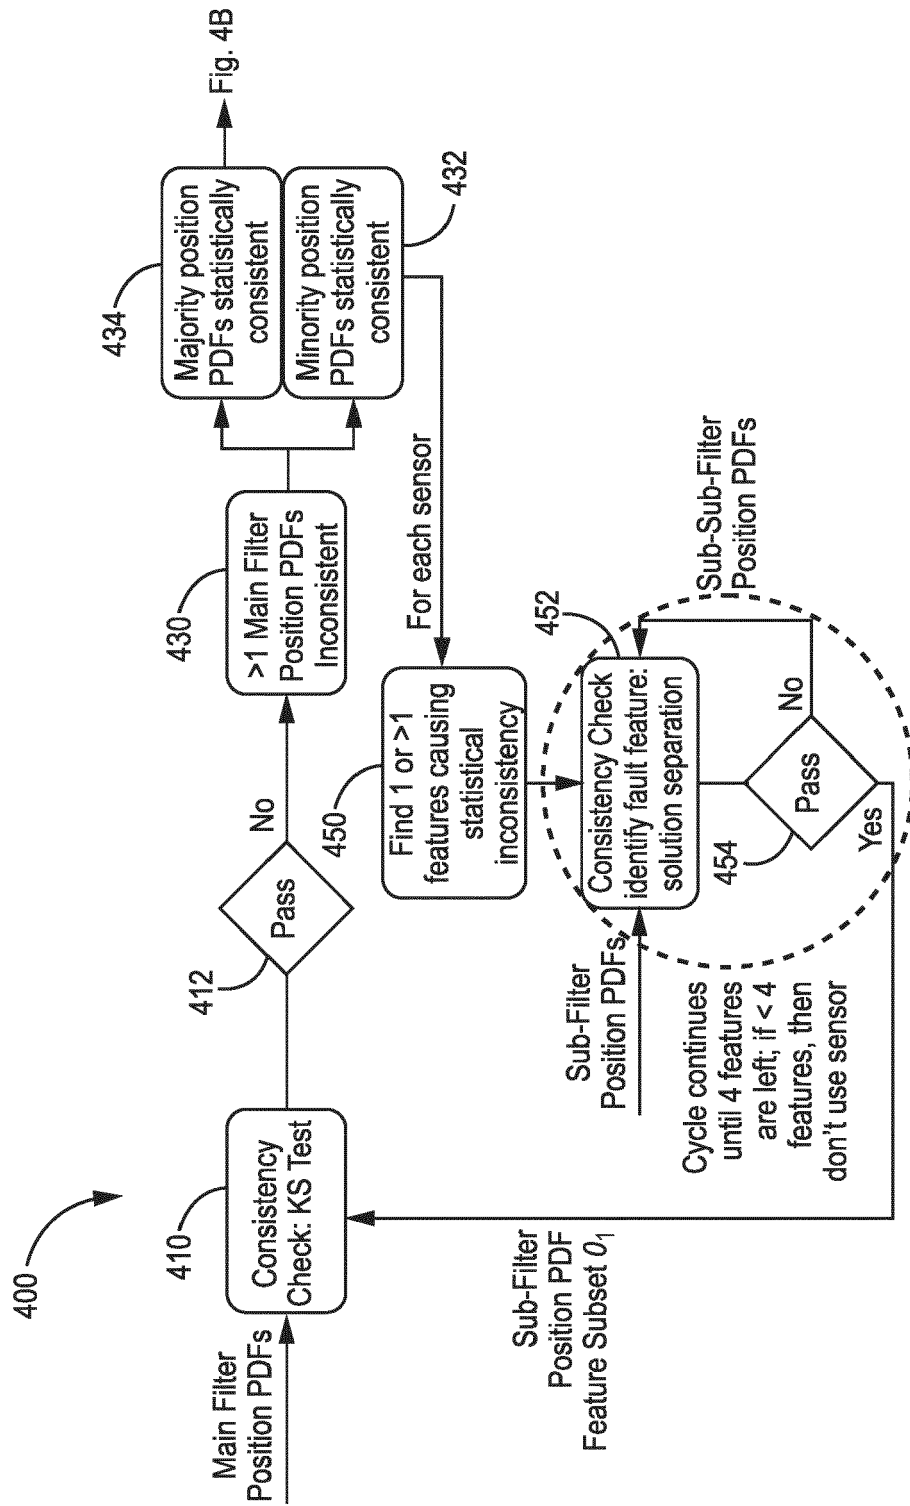 400
Main Filter
Position PDFs
410
Consistency
Check: KS Test
412
Pass
No
430
>1 Main Filter
Position PDFs
Inconsistent
434
Majority position
PDFs statistically
consistent
Fig. 4B
Minority position
PDFs statistically
consistent
432
For each sensor
450
Find 1 or >1
features causing
statistical
inconsistency
Sub-Filter
Position PDFs
452
Consistency Check
identify fault feature:
solution separation
454
Pass
No
Sub-Sub-Filter
Position PDFs
Yes
Cycle continues
until 4 features
are left; if < 4
features, then
don't use sensor
Sub-Filter
Position PDF
Feature Subset O₁